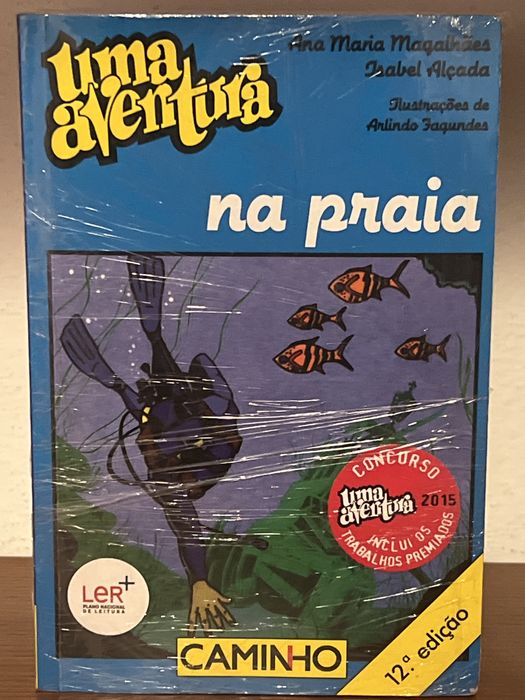 uma
aventura
Ana Maria Magalhães
Isabel Alçada
Ilustrações de
Arlindo Fagundes
na praia
CONCURSO
uma
aventura 2015
INCLUI OS
TRABALHOS PREMIADOS
LeR+
PLANO NACIONAL
DE LEITURA
CAMINHO
12.ª edição